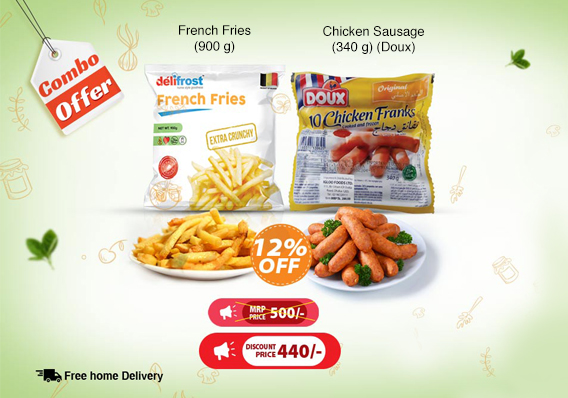 French Fries
(900 g)
Chicken Sausage
(340 g) (Doux)
Combo
Offer
délifrost
French Fries
EXTRA CRUNCHY
DOUX
Original
10 Chicken Franks
12%
OFF
MRP
PRICE 500/-
DISCOUNT
PRICE 440/-
Free home Delivery